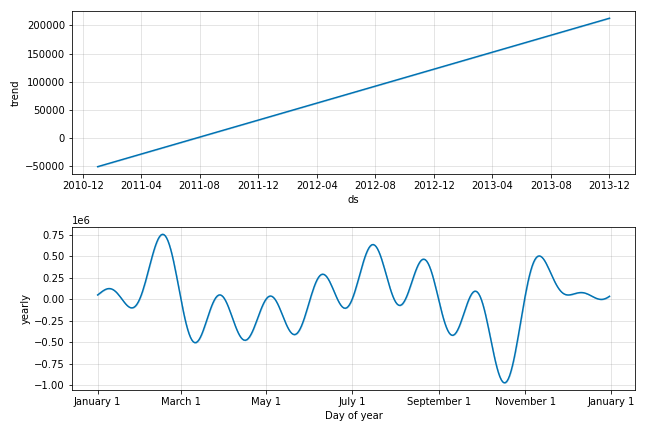 200000
150000
100000
50000
0
−50000
trend
2010-12 2011-04 2011-08 2011-12 2012-04 2012-08 2012-12 2013-04 2013-08 2013-12
ds
1e6
0.75
0.50
0.25
0.00
−0.25
−0.50
−0.75
−1.00
yearly
January 1 March 1 May 1 July 1 September 1 November 1 January 1
Day of year